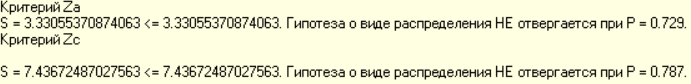 Критерий Za
S = 3.33055370874063 <= 3.33055370874063. Гипотеза о виде распределения НЕ отвергается при P = 0.729.
Критерий Zc
S = 7.43672487027563 <= 7.43672487027563. Гипотеза о виде распределения НЕ отвергается при P = 0.787.